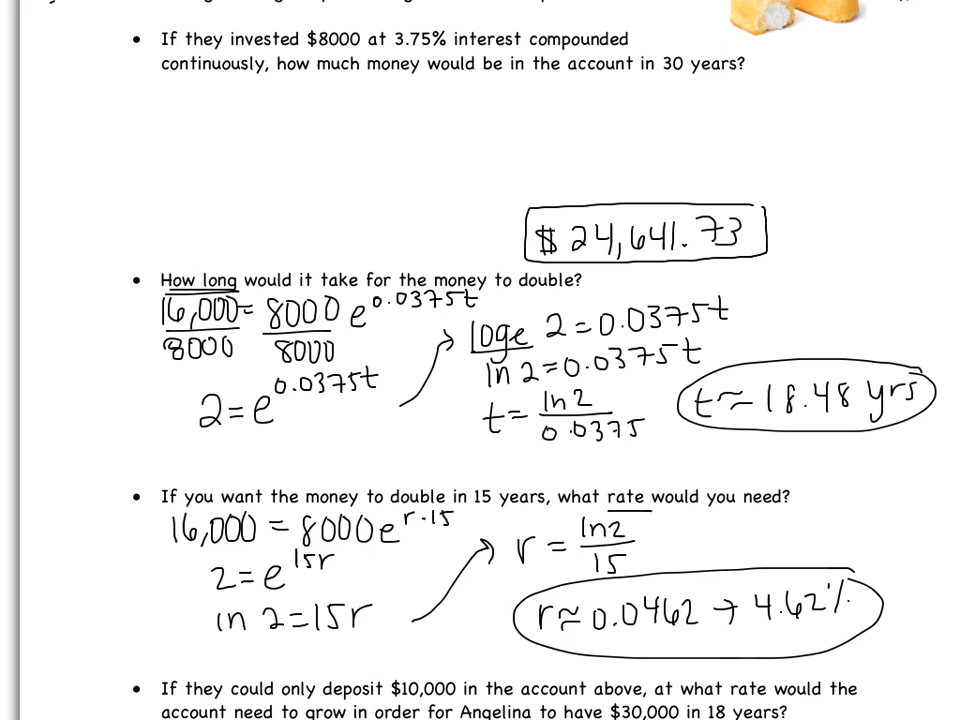 • If they invested $8000 at 3.75% interest compounded
continuously, how much money would be in the account in 30 years?
$24,641.73
• How long would it take for the money to double?
16,000/8000 = 8000e^0.0375t/8000
2 = e^0.0375t
loge 2 = 0.0375t
ln 2 = 0.0375t
t = ln 2/0.0375
t ≈ 18.48 yrs
• If you want the money to double in 15 years, what rate would you need?
16,000 = 8000e^r·15
2 = e^15r
ln 2 = 15r
r = ln2/15
r ≈ 0.0462 → 4.62%
• If they could only deposit $10,000 in the account above, at what rate would the
account need to grow in order for Angelina to have $30,000 in 18 years?